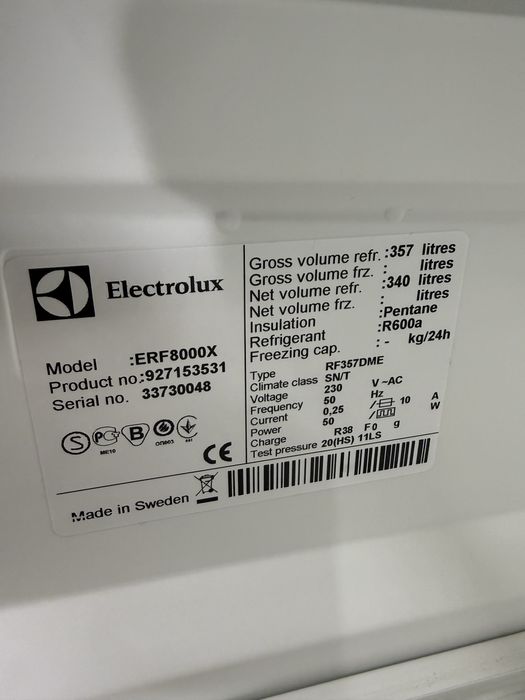 Electrolux
Model :ERF8000X
Product no:927153531
Serial no. 33730048
S PG B
ME10 ОП003
CE
Made in Sweden
Gross volume refr. :357 litres
Gross volume frz. : litres
Net volume refr. :340 litres
Net volume frz. : litres
Insulation :Pentane
Refrigerant :R600a
Freezing cap. : - kg/24h
Type RF357DME
Climate class SN/T
Voltage 230 V ~AC
Frequency 50 Hz
Current 0,25 10 A
Power 50 W
Charge R38 F0 g
Test pressure 20(HS) 11LS